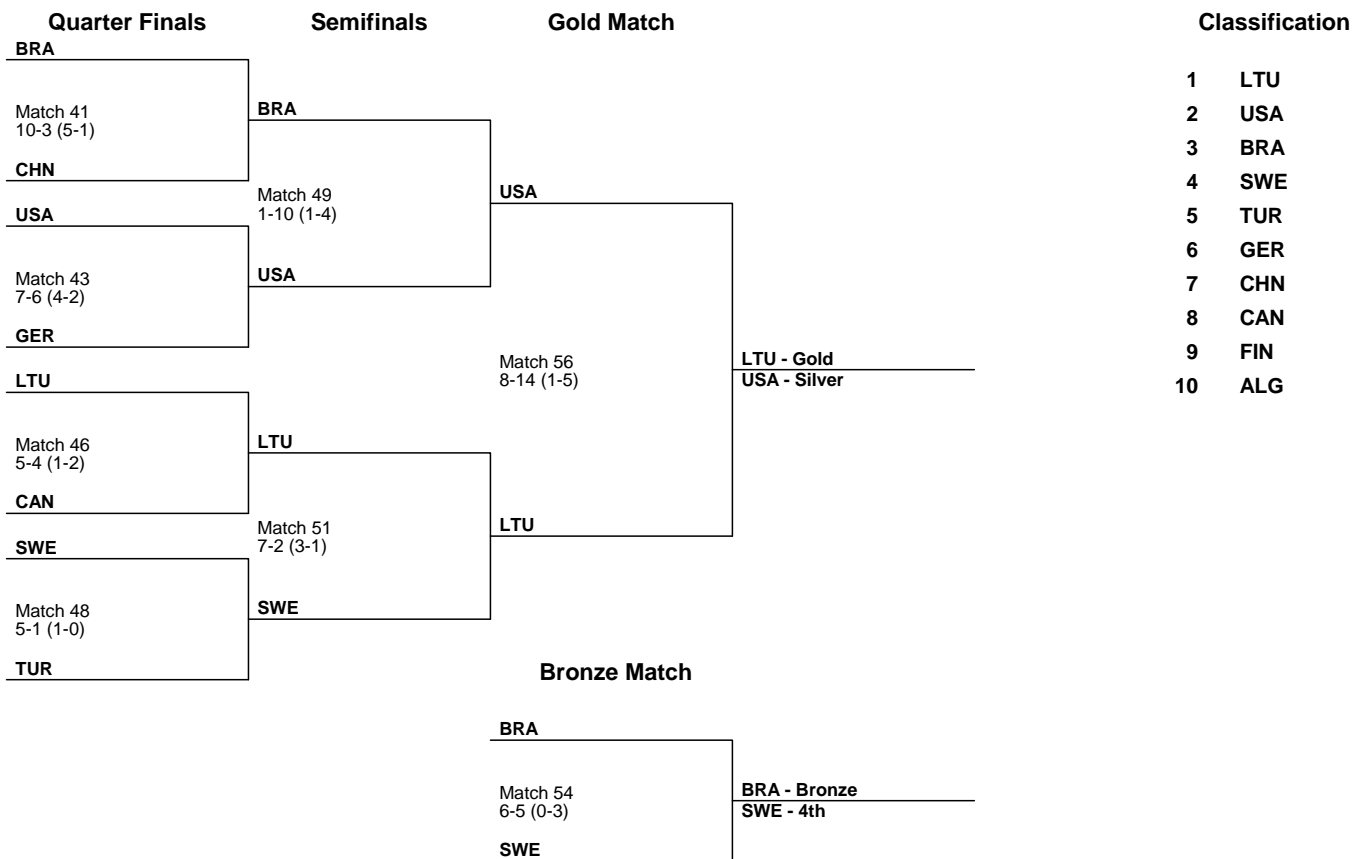 Quarter Finals
Semifinals
Gold Match
Classification
BRA
Match 41
10-3 (5-1)
CHN
USA
Match 43
7-6 (4-2)
GER
LTU
Match 46
5-4 (1-2)
CAN
SWE
Match 48
5-1 (1-0)
TUR
BRA
Match 49
1-10 (1-4)
USA
LTU
Match 51
7-2 (3-1)
SWE
USA
Match 56
8-14 (1-5)
LTU
LTU - Gold
USA - Silver
Bronze Match
BRA
Match 54
6-5 (0-3)
SWE
BRA - Bronze
SWE - 4th
1 LTU
2 USA
3 BRA
4 SWE
5 TUR
6 GER
7 CHN
8 CAN
9 FIN
10 ALG